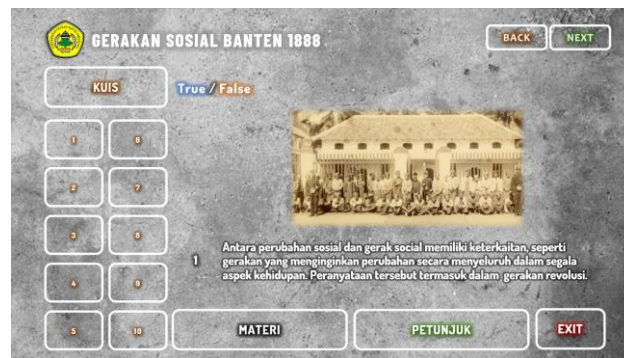 GERAKAN SOSIAL BANTEN 1888
BACK
NEXT
KUIS
True / False
1
6
2
7
3
8
4
9
5
10
1
Antara perubahan sosial dan gerak social memiliki keterkaitan, seperti
gerakan yang menginginkan perubahan secara menyeluruh dalam segala
aspek kehidupan. Peranyataan tersebut termasuk dalam gerakan revolusi.
MATERI
PETUNJUK
EXIT